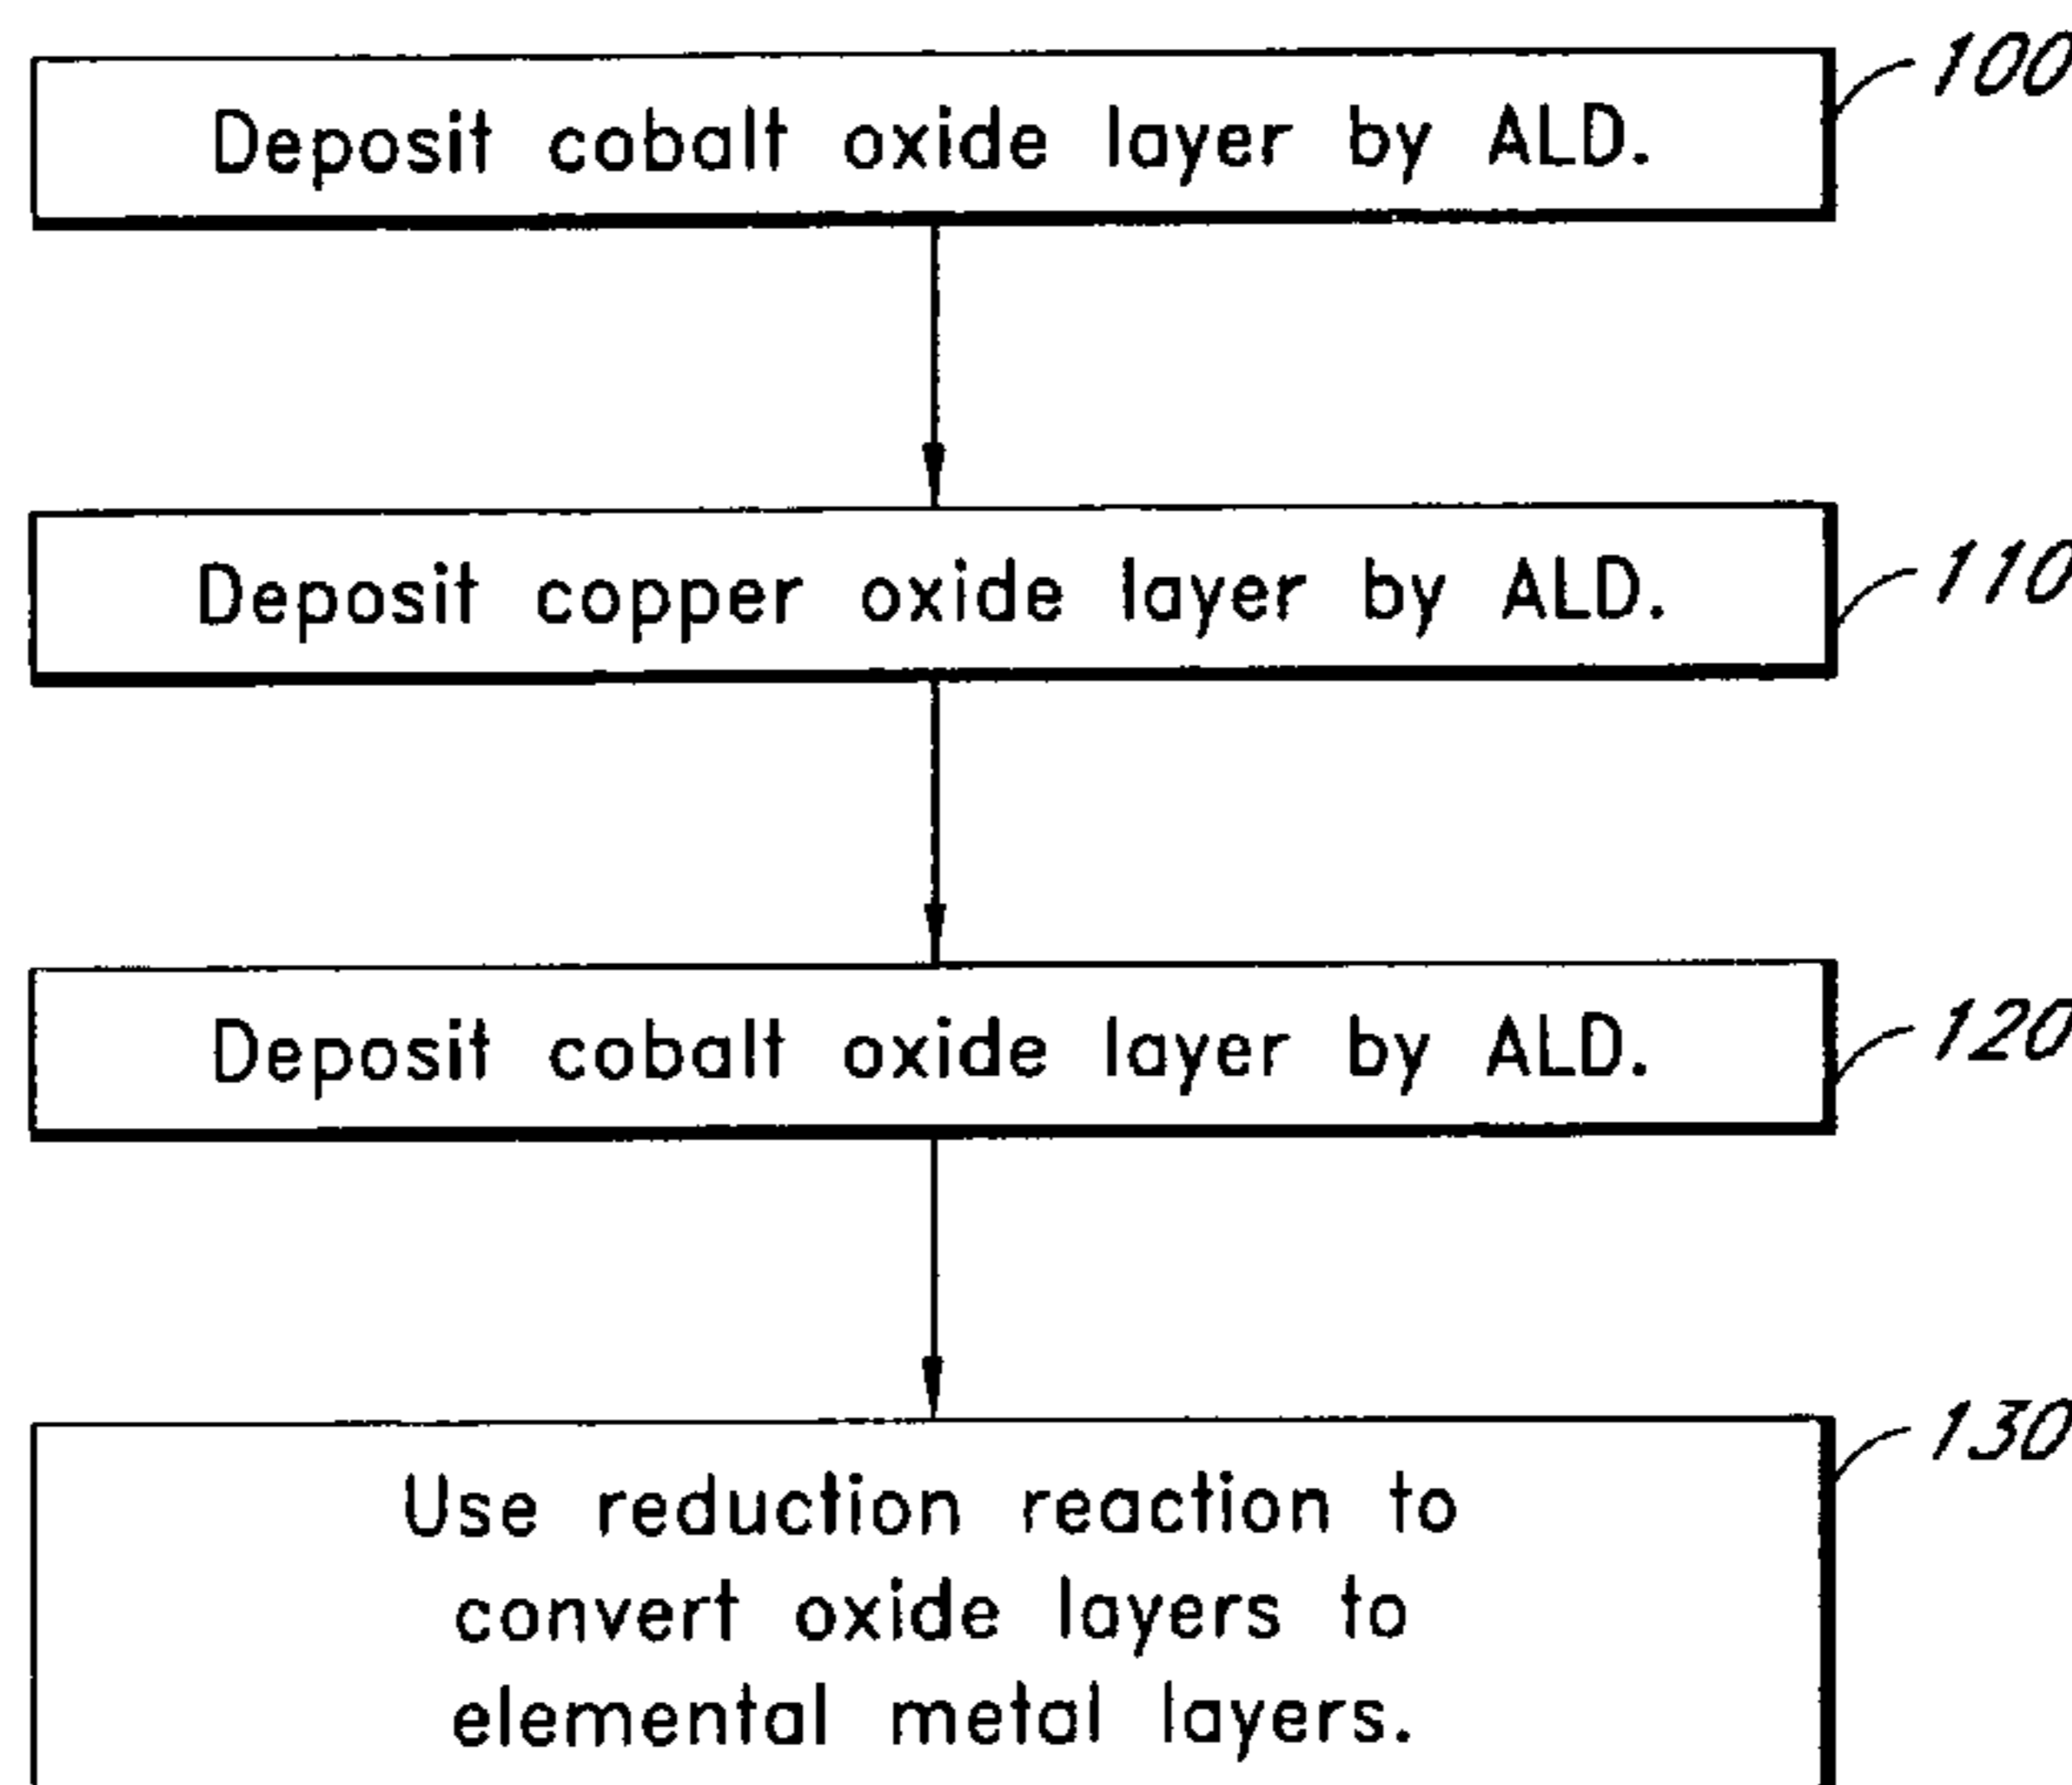 Deposit cobalt oxide layer by ALD.
100
Deposit copper oxide layer by ALD.
110
Deposit cobalt oxide layer by ALD.
120
130
Use reduction reaction to
convert oxide layers to
elemental metal layers.